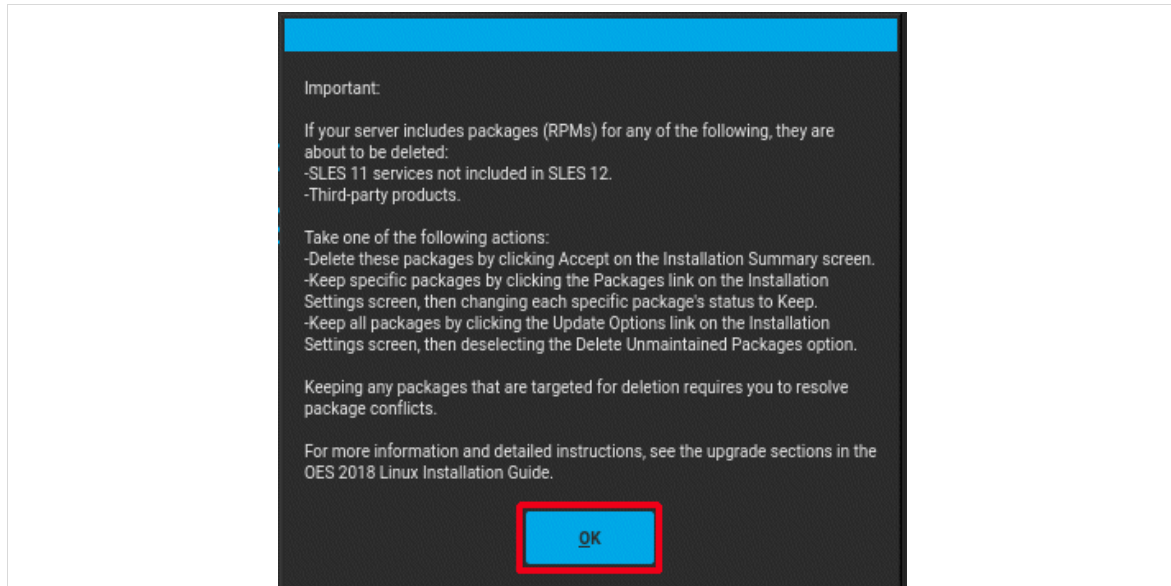 Important:
If your server includes packages (RPMs) for any of the following, they are
about to be deleted:
-SLES 11 services not included in SLES 12.
-Third-party products.
Take one of the following actions:
-Delete these packages by clicking Accept on the Installation Summary screen.
-Keep specific packages by clicking the Packages link on the Installation
Settings screen, then changing each specific package's status to Keep.
-Keep all packages by clicking the Update Options link on the Installation
Settings screen, then deselecting the Delete Unmaintained Packages option.
Keeping any packages that are targeted for deletion requires you to resolve
package conflicts.
For more information and detailed instructions, see the upgrade sections in the
OES 2018 Linux Installation Guide.
OK